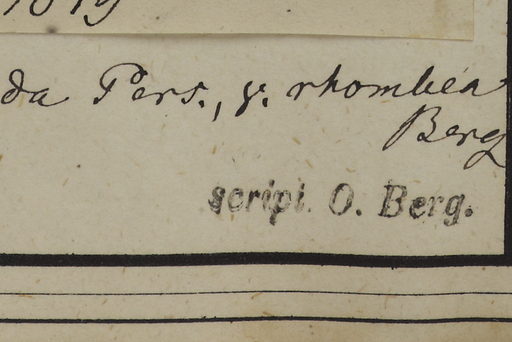 da Pers., γ. rhombea
Berg
script. O. Berg.